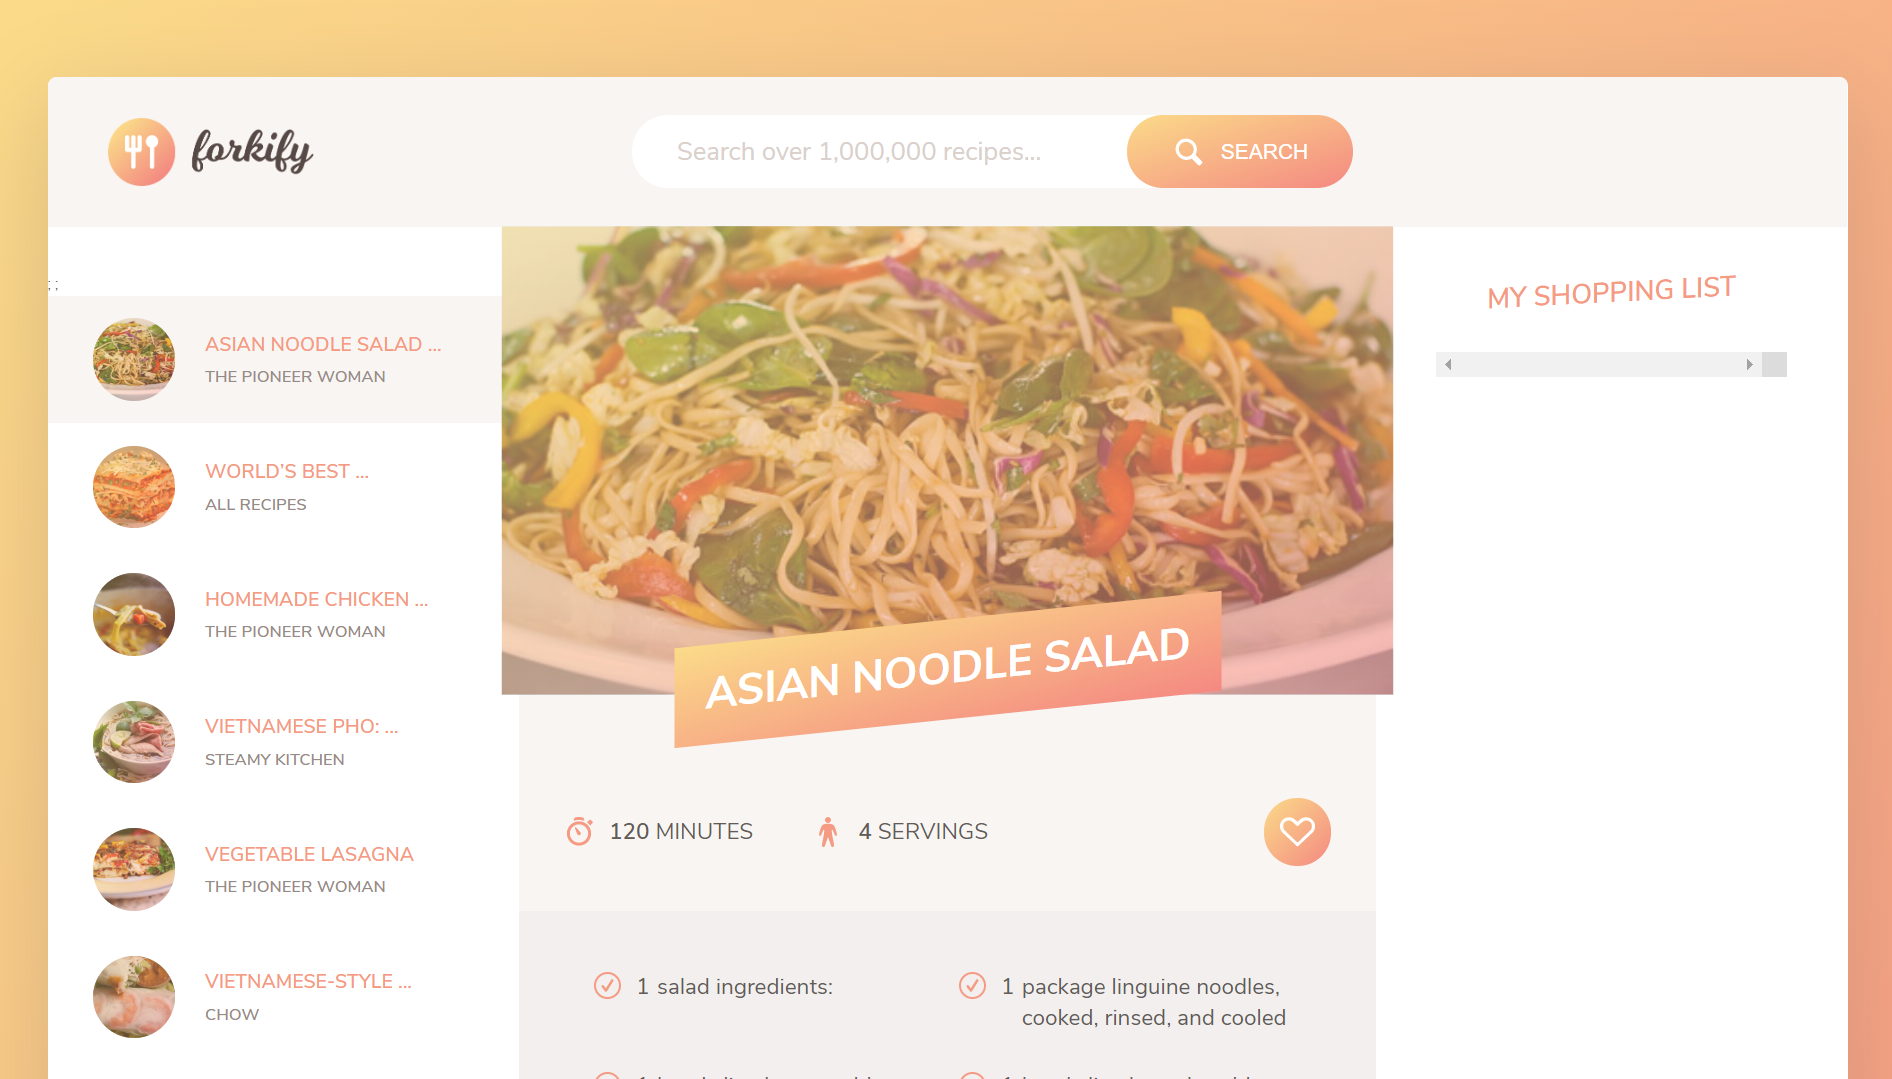 forkify
Search over 1,000,000 recipes...
SEARCH
; ;
ASIAN NOODLE SALAD ...
THE PIONEER WOMAN
WORLD'S BEST ...
ALL RECIPES
HOMEMADE CHICKEN ...
THE PIONEER WOMAN
VIETNAMESE PHO: ...
STEAMY KITCHEN
VEGETABLE LASAGNA
THE PIONEER WOMAN
VIETNAMESE-STYLE ...
CHOW
ASIAN NOODLE SALAD
120 MINUTES
4 SERVINGS
1 salad ingredients:
1 package linguine noodles,
cooked, rinsed, and cooled
MY SHOPPING LIST